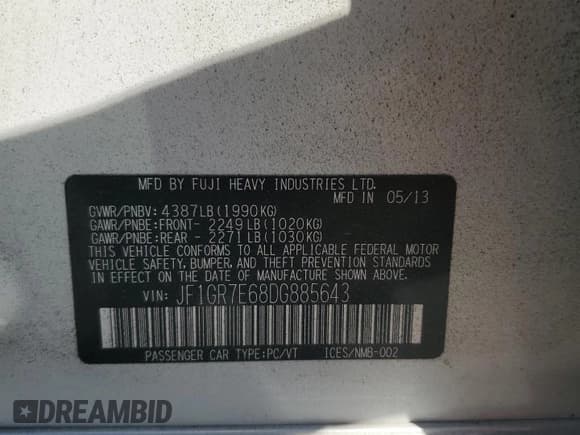 MFD BY FUJI HEAVY INDUSTRIES LTD.
MFD IN 05/13
GVWR/PNBV: 4387LB(1990KG)
GAWR/PNBE:FRONT- 2249LB(1020KG)
GAWR/PNBE:REAR - 2271LB(1030KG)
THIS VEHICLE CONFORMS TO ALL APPLICABLE FEDERAL MOTOR
VEHICLE SAFETY, BUMPER, AND THEFT PREVENTION STANDARDS
IN EFFECT ON THE DATE OF MANUFACTURE SHOWN ABOVE.
VIN: JF1GR7E68DG885643
PASSENGER CAR TYPE:PC/VT ICES/NMB-002
DREAMBID